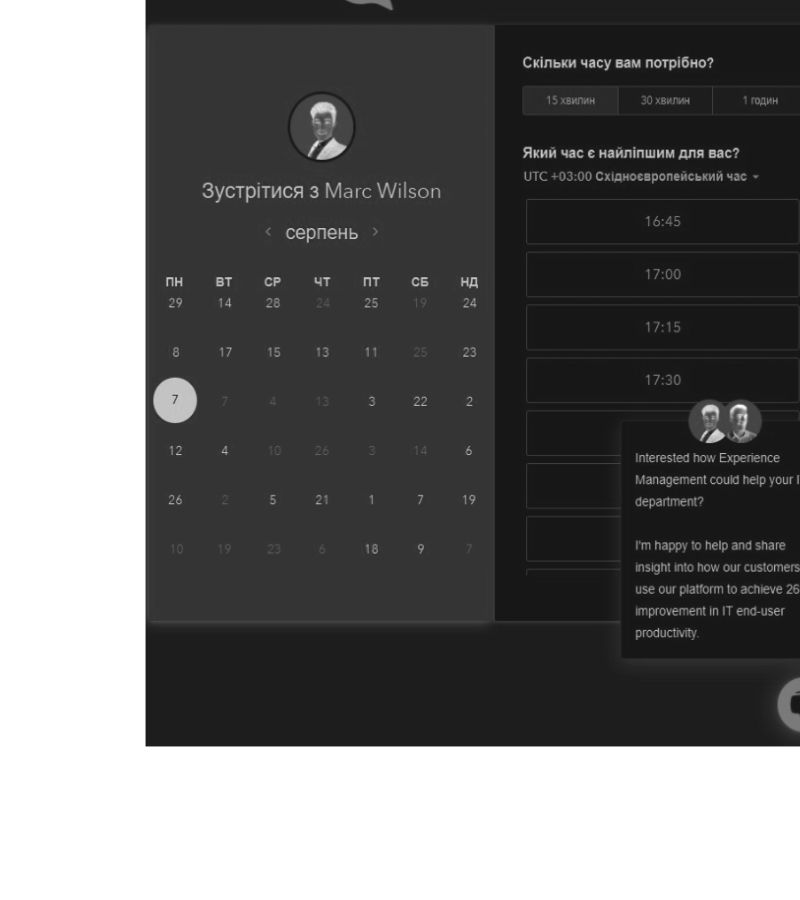 Зустрітися з Marc Wilson
серпень
ПН ВТ СР ЧТ ПТ СБ НД
29 14 28 24 25 19 24
8 17 15 13 11 25 23
7 7 4 13 3 22 2
12 4 10 26 3 14 6
26 2 5 21 1 7 19
10 19 23 6 18 9 7
Скільки часу вам потрібно?
15 хвилин 30 хвилин 1 годин
Який час є найліпшим для вас?
UTC +03:00 Східноєвропейський час
16:45
17:00
17:15
17:30
Interested how Experience
Management could help your I
department?
I'm happy to help and share
insight into how our customers
use our platform to achieve 26
improvement in IT end-user
productivity.